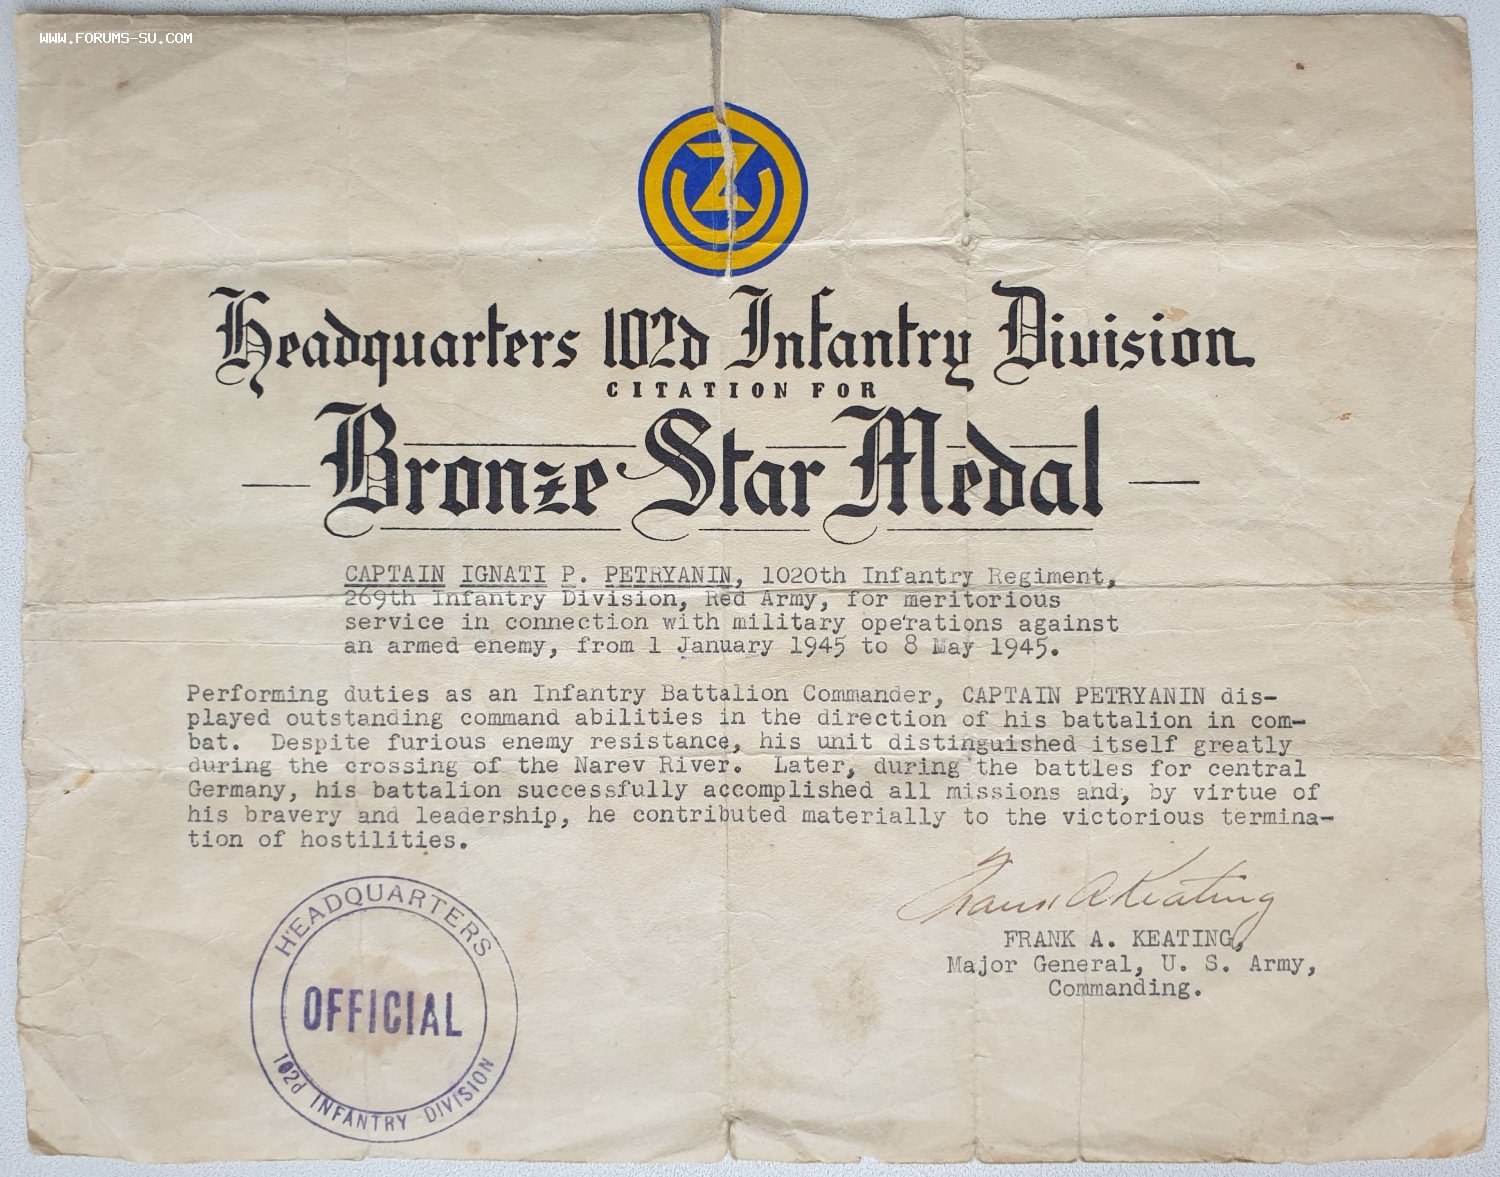 WWW.FORUMS-SU.COM
Headquarters 102d Infantry Division
CITATION FOR
Bronze Star Medal
CAPTAIN IGNATI P. PETRYANIN, 1020th Infantry Regiment,
269th Infantry Division, Red Army, for meritorious
service in connection with military operations against
an armed enemy, from 1 January 1945 to 8 May 1945.
Performing duties as an Infantry Battalion Commander, CAPTAIN PETRYANIN dis-
played outstanding command abilities in the direction of his battalion in com-
bat. Despite furious enemy resistance, his unit distinguished itself greatly
during the crossing of the Narev River. Later, during the battles for central
Germany, his battalion successfully accomplished all missions and, by virtue of
his bravery and leadership, he contributed materially to the victorious termina-
tion of hostilities.
Frank A Keating
FRANK A. KEATING,
Major General, U. S. Army,
Commanding.
HEADQUARTERS
OFFICIAL
102d INFANTRY DIVISION